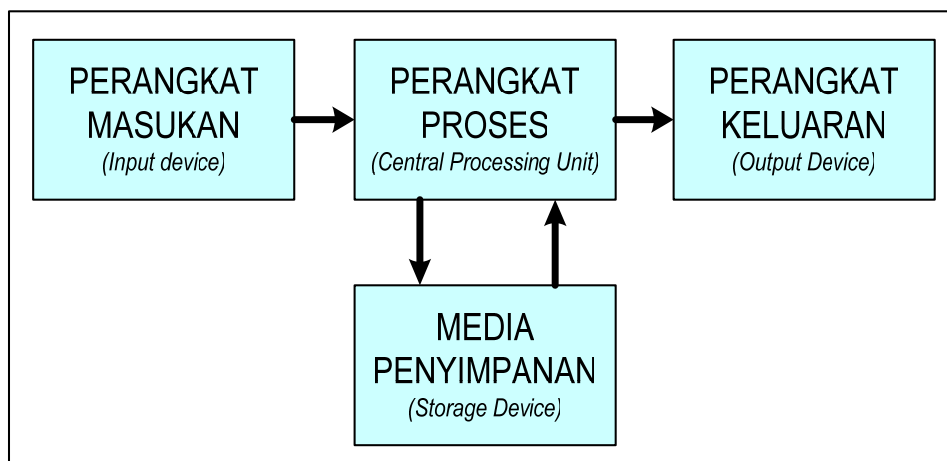 PERANGKAT
MASUKAN
(Input device)
PERANGKAT
PROSES
(Central Processing Unit)
PERANGKAT
KELUARAN
(Output Device)
MEDIA
PENYIMPANAN
(Storage Device)